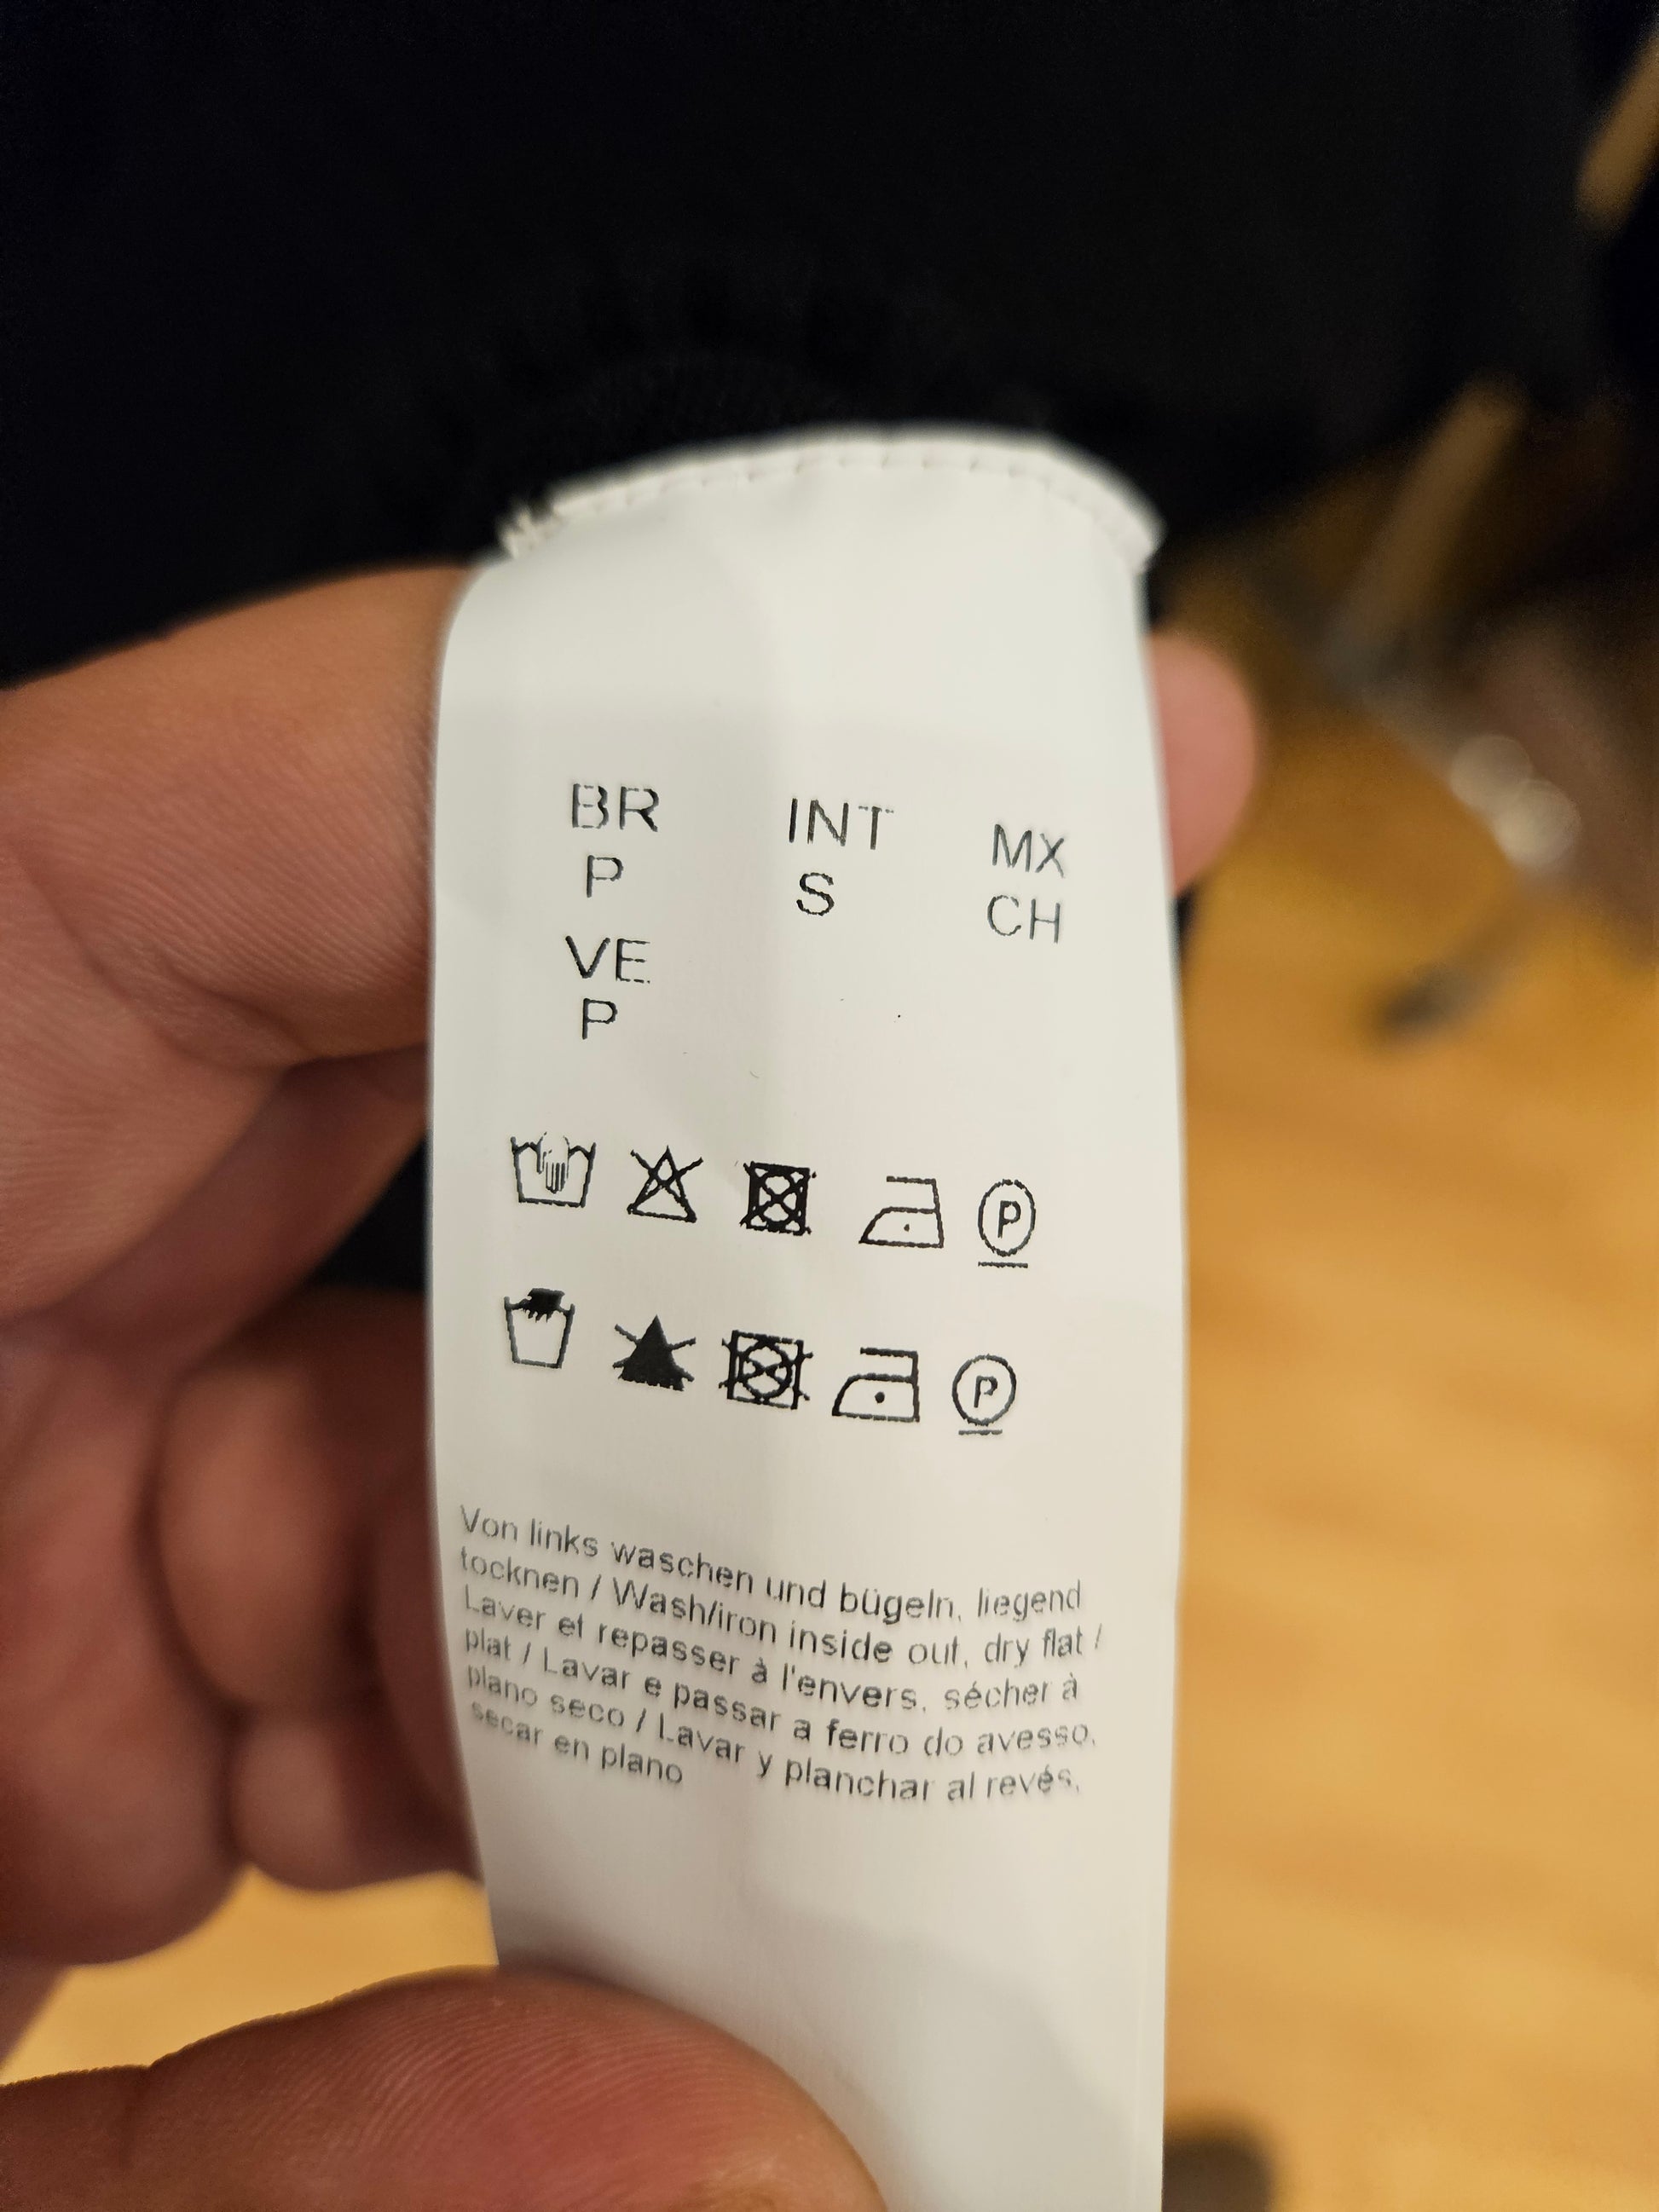 BR INT MX
P S CH
VE
P
P
P
Von links waschen und bügeln, liegend
tocknen / Wash/iron inside out, dry flat /
Laver et repasser à l'envers, sécher à
plat / Lavar e passar a ferro do avesso,
plano seco / Lavar y planchar al revés,
secar en plano